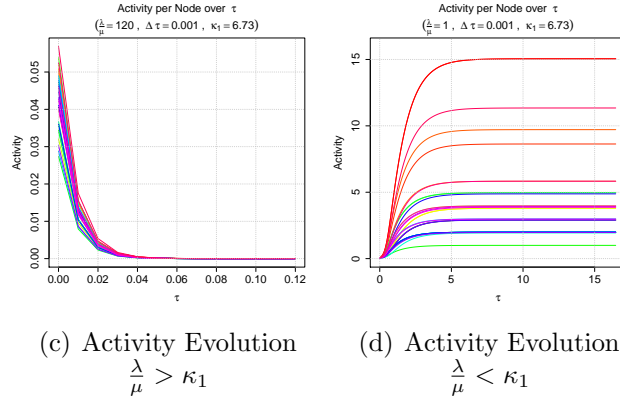 Activity per Node over τ
(λ/μ = 120 , Δ τ = 0.001 , κ₁ = 6.73)
Activity
0.05
0.04
0.03
0.02
0.01
0.00
0.00 0.02 0.04 0.06 0.08 0.10 0.12
τ
(c) Activity Evolution
λ/μ > κ₁
Activity per Node over τ
(λ/μ = 1 , Δ τ = 0.001 , κ₁ = 6.73)
Activity
15
10
5
0
0 5 10 15
τ
(d) Activity Evolution
λ/μ < κ₁